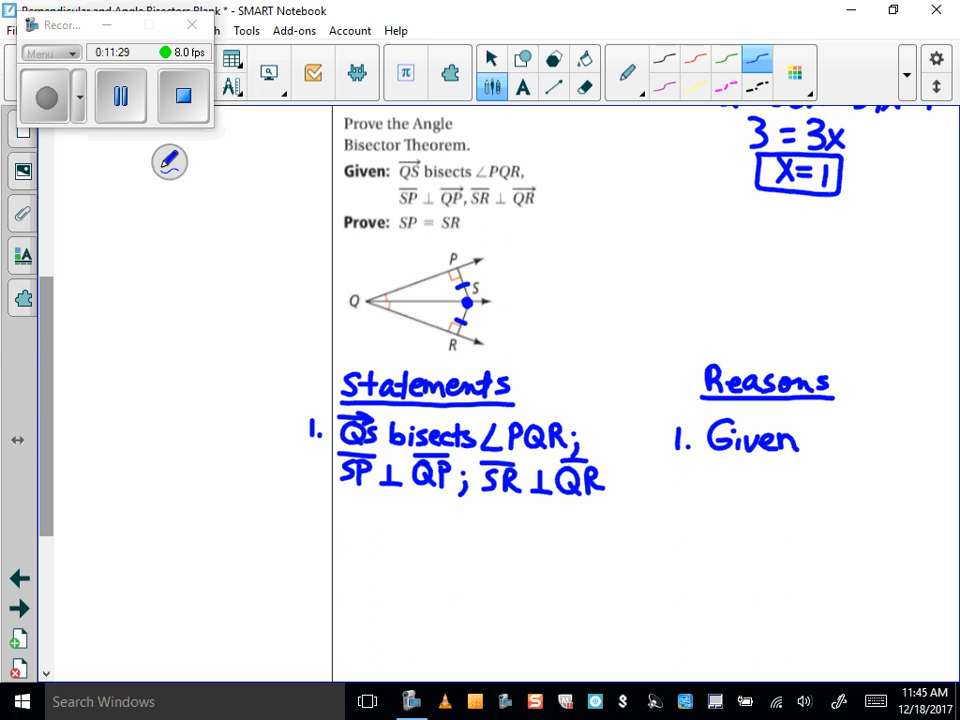 Perpendicular and Angle Bisectors Blank * - SMART Notebook
Recor...
Tools Add-ons Account Help
Menu
0:11:29
8.0 fps
π
A
A
3 = 3x
x=1
Prove the Angle
Bisector Theorem.
Given: QS bisects ∠PQR,
SP ⊥ QP, SR ⊥ QR
Prove: SP = SR
P
S
Q
R
Statements
Reasons
1. QS bisects ∠PQR;
1. Given
SP ⊥ QP; SR ⊥ QR
Search Windows
11:45 AM
12/18/2017